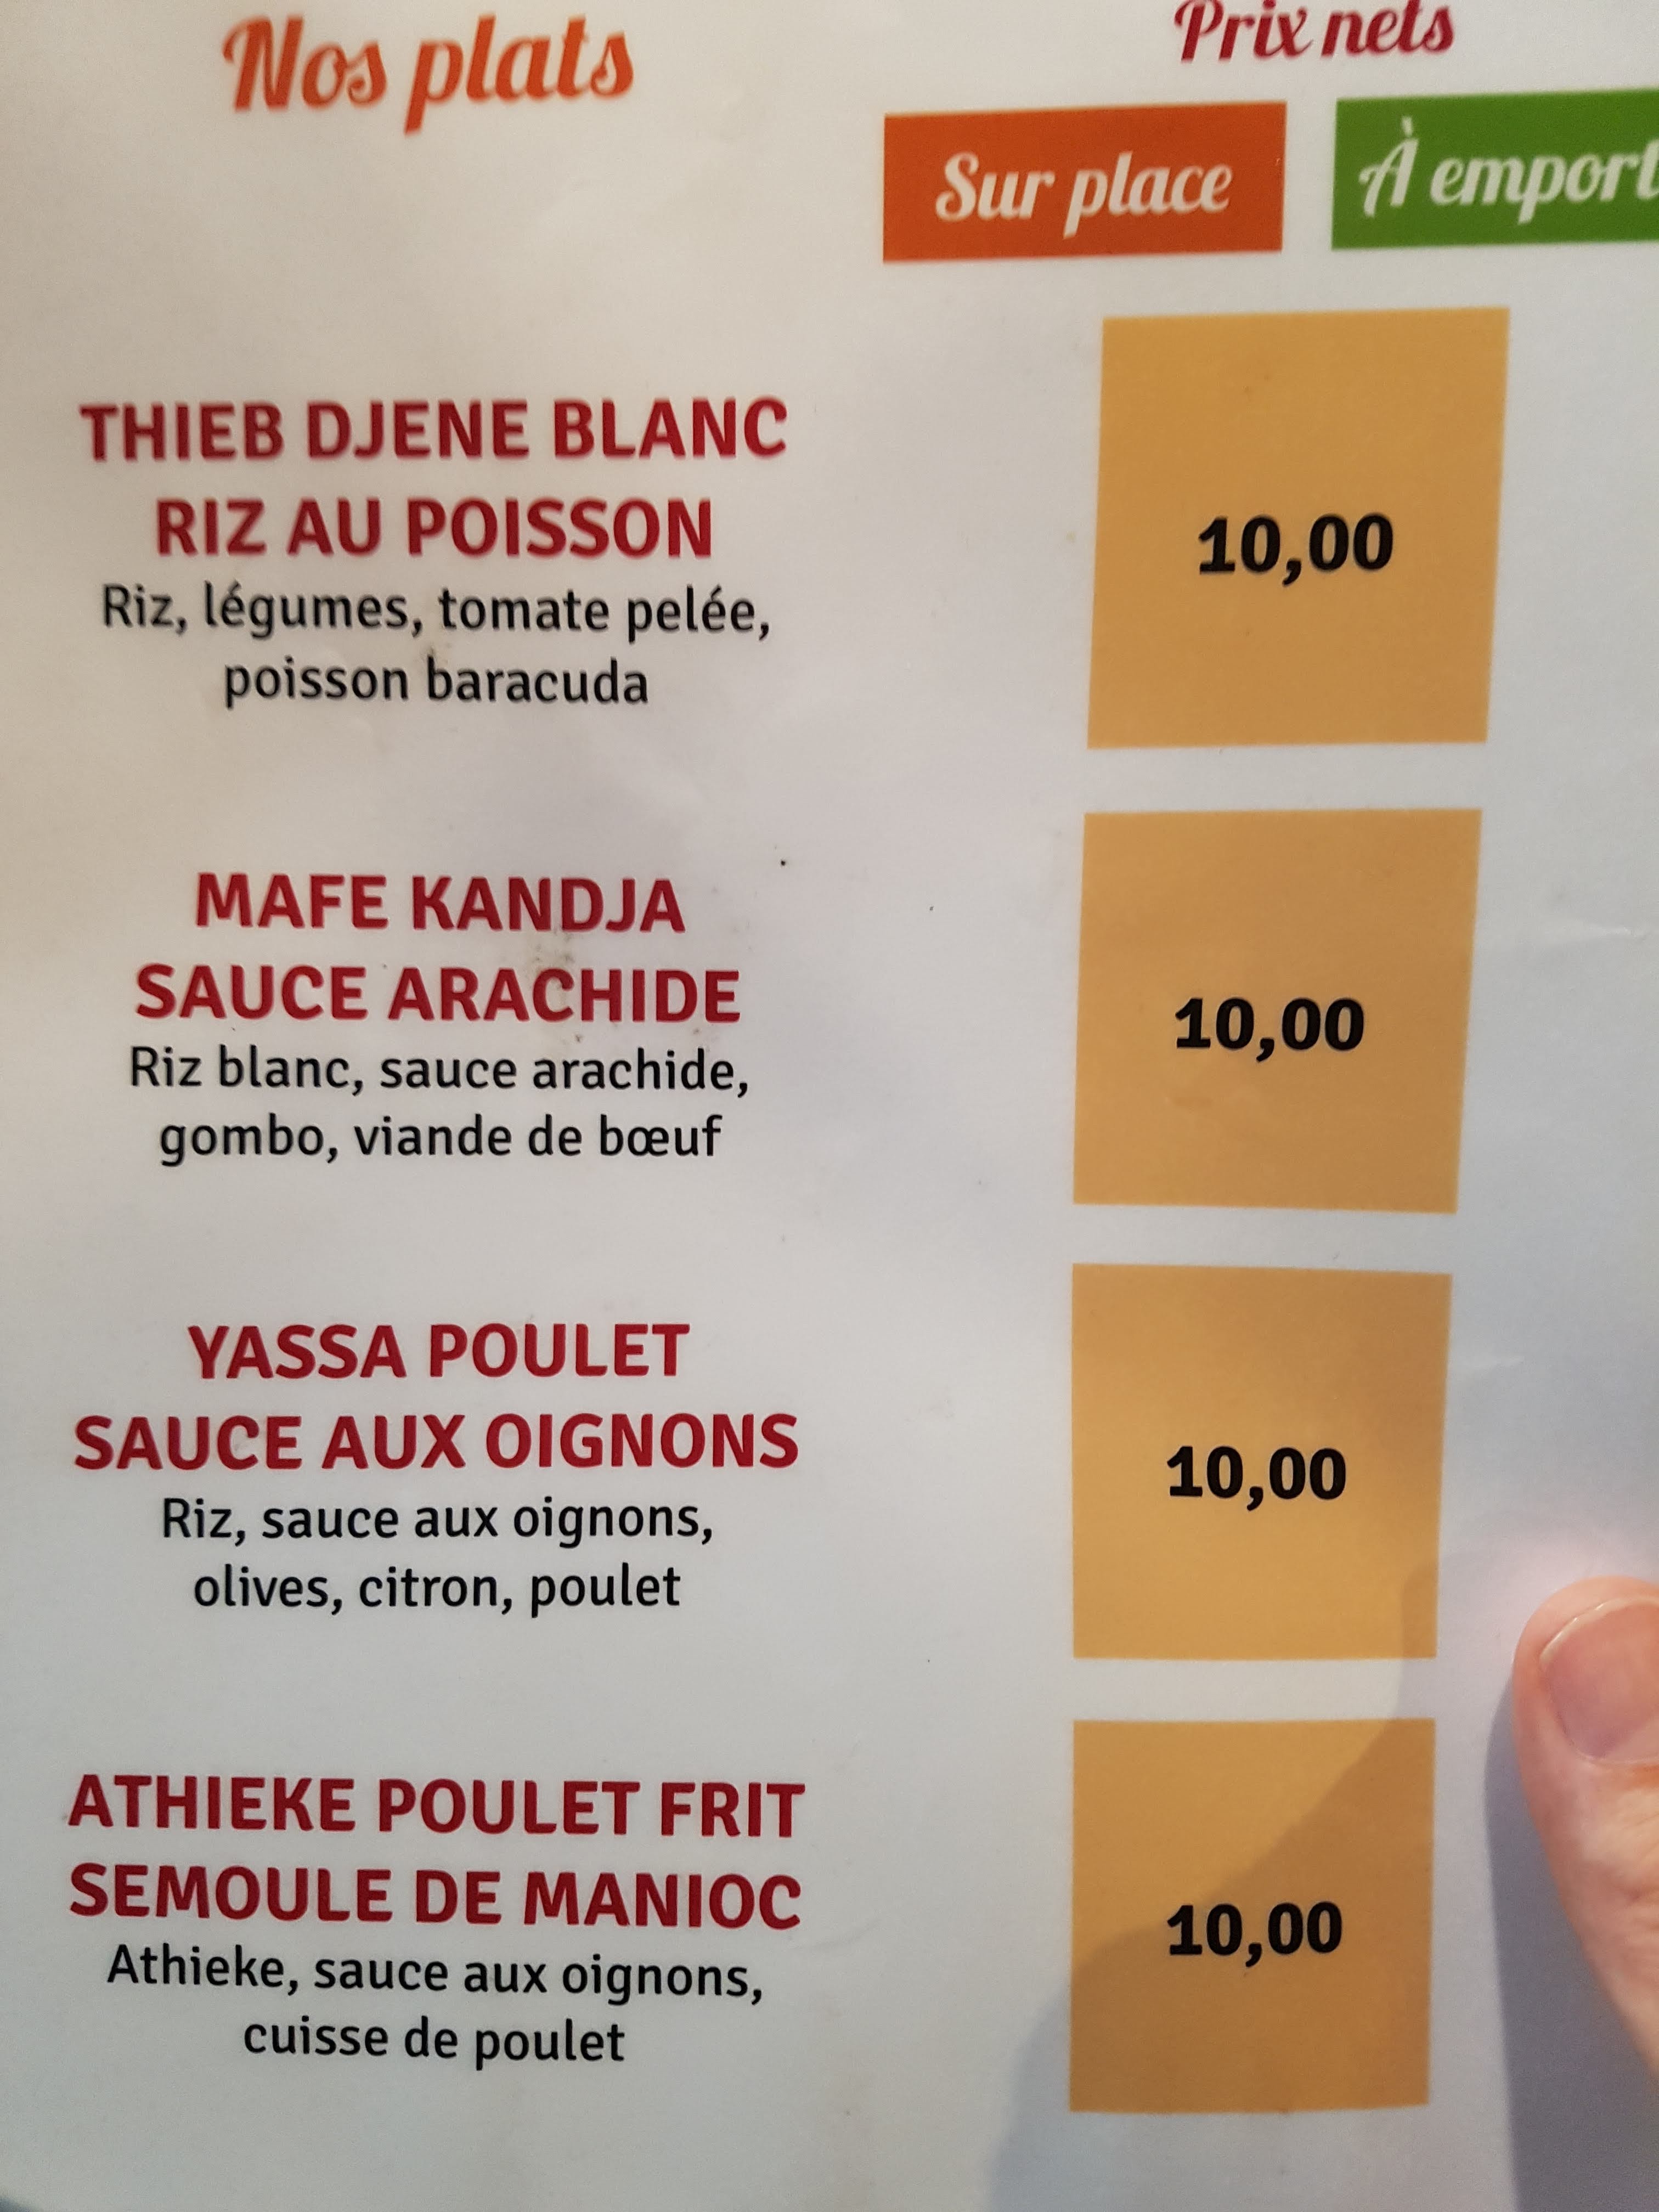 Nos plats
Prix nets
Sur place
À emport
THIEB DJENE BLANC
RIZ AU POISSON
Riz, légumes, tomate pelée,
poisson baracuda
10,00
MAFE KANDJA
SAUCE ARACHIDE
Riz blanc, sauce arachide,
gombo, viande de bœuf
10,00
YASSA POULET
SAUCE AUX OIGNONS
Riz, sauce aux oignons,
olives, citron, poulet
10,00
ATHIEKE POULET FRIT
SEMOULE DE MANIOC
Athieke, sauce aux oignons,
cuisse de poulet
10,00